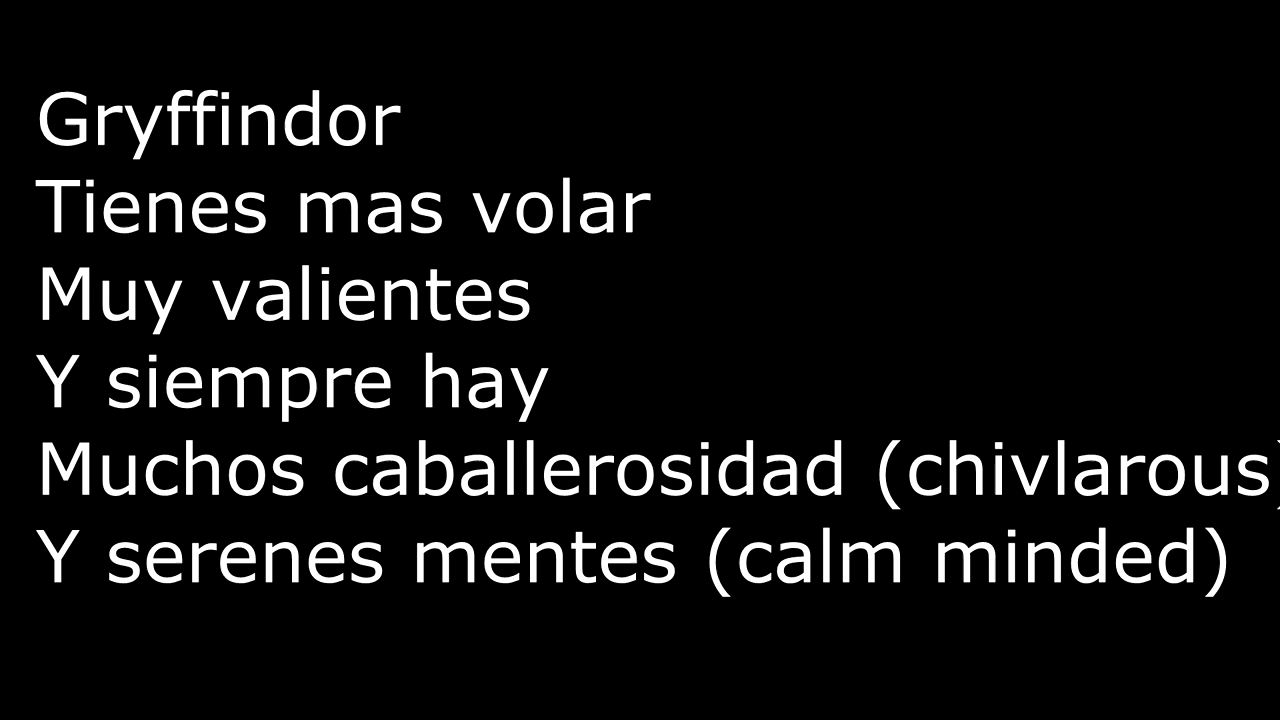 Gryffindor
Tienes mas volar
Muy valientes
Y siempre hay
Muchos caballerosidad (chivlarous)
Y serenes mentes (calm minded)